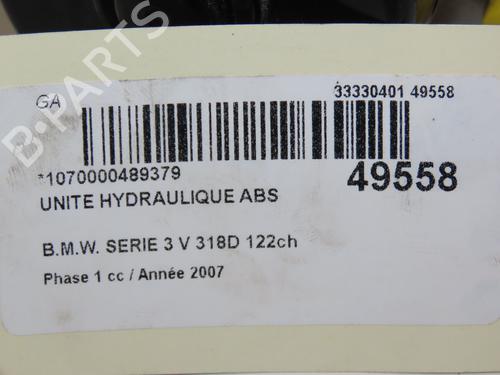 B-PARTS
GA
33330401 49558
*1070000489379
49558
UNITE HYDRAULIQUE ABS
B.M.W. SERIE 3 V 318D 122ch
Phase 1 cc / Année 2007